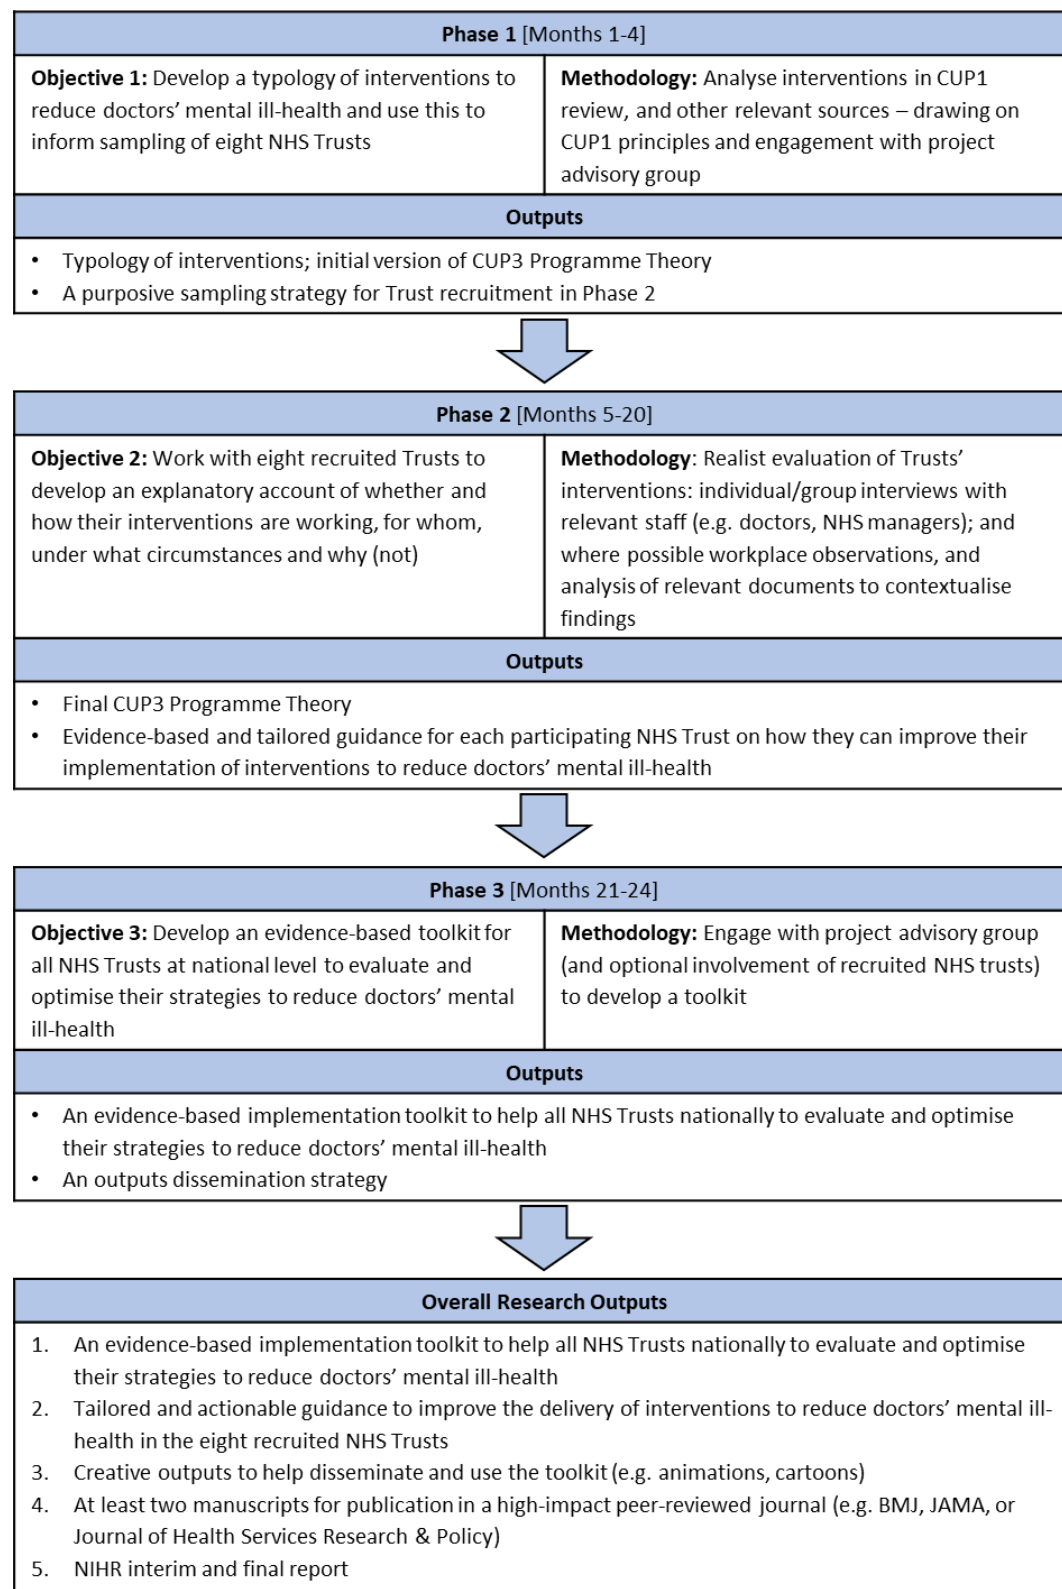 Phase 1 [Months 1-4]
Objective 1: Develop a typology of interventions to
reduce doctors’ mental ill-health and use this to
inform sampling of eight NHS Trusts
Methodology: Analyse interventions in CUP1
review, and other relevant sources – drawing on
CUP1 principles and engagement with project
advisory group
Outputs
• Typology of interventions; initial version of CUP3 Programme Theory
• A purposive sampling strategy for Trust recruitment in Phase 2
Phase 2 [Months 5-20]
Objective 2: Work with eight recruited Trusts to
develop an explanatory account of whether and
how their interventions are working, for whom,
under what circumstances and why (not)
Methodology: Realist evaluation of Trusts’
interventions: individual/group interviews with
relevant staff (e.g. doctors, NHS managers); and
where possible workplace observations, and
analysis of relevant documents to contextualise
findings
Outputs
• Final CUP3 Programme Theory
• Evidence-based and tailored guidance for each participating NHS Trust on how they can improve their
implementation of interventions to reduce doctors’ mental ill-health
Phase 3 [Months 21-24]
Objective 3: Develop an evidence-based toolkit for
all NHS Trusts at national level to evaluate and
optimise their strategies to reduce doctors’ mental
ill-health
Methodology: Engage with project advisory group
(and optional involvement of recruited NHS trusts)
to develop a toolkit
Outputs
• An evidence-based implementation toolkit to help all NHS Trusts nationally to evaluate and optimise
their strategies to reduce doctors’ mental ill-health
• An outputs dissemination strategy
Overall Research Outputs
1. An evidence-based implementation toolkit to help all NHS Trusts nationally to evaluate and optimise
their strategies to reduce doctors’ mental ill-health
2. Tailored and actionable guidance to improve the delivery of interventions to reduce doctors’ mental ill-
health in the eight recruited NHS Trusts
3. Creative outputs to help disseminate and use the toolkit (e.g. animations, cartoons)
4. At least two manuscripts for publication in a high-impact peer-reviewed journal (e.g. BMJ, JAMA, or
Journal of Health Services Research & Policy)
5. NIHR interim and final report